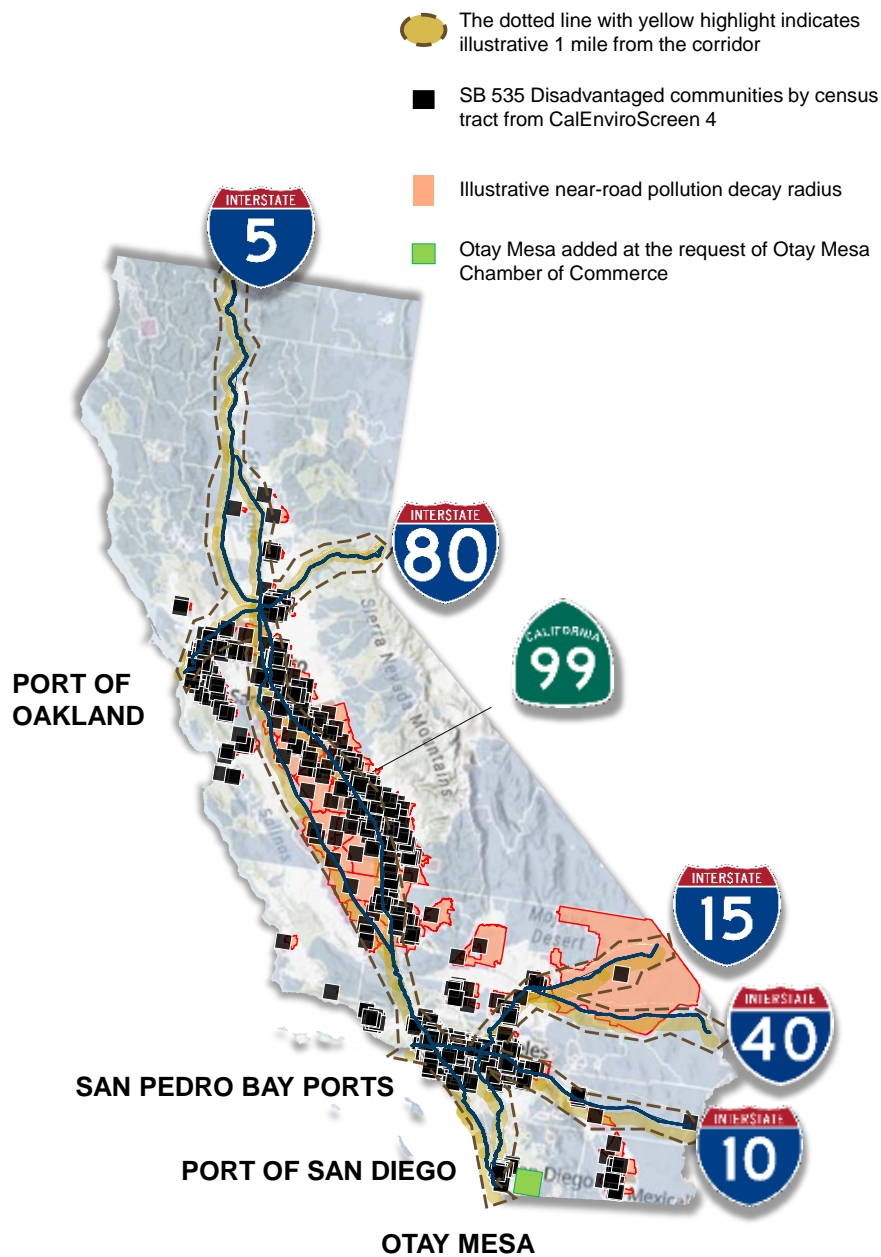 The dotted line with yellow highlight indicates
illustrative 1 mile from the corridor
SB 535 Disadvantaged communities by census
tract from CalEnviroScreen 4
Illustrative near-road pollution decay radius
Otay Mesa added at the request of Otay Mesa
Chamber of Commerce
INTERSTATE
5
INTERSTATE
80
CALIFORNIA
99
Sierra Nevada Mountains
PORT OF
OAKLAND
Salinas
INTERSTATE
15
Desert
INTERSTATE
40
SAN PEDRO BAY PORTS
INTERSTATE
10
PORT OF SAN DIEGO
Diego
OTAY MESA